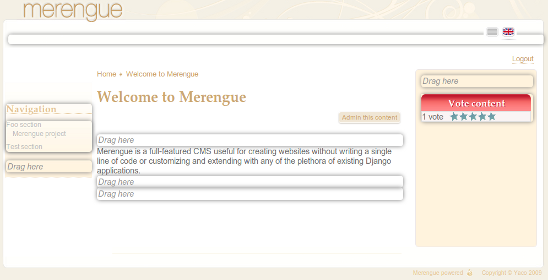 merengue
Logout
Home • Welcome to Merengue
Welcome to Merengue
Admin this content
Navigation
Foo section
Merengue project
Test section
Drag here
Drag here
Merengue is a full-featured CMS useful for creating websites without writing a single
line of code or customizing and extending with any of the plethora of existing Django
applications.
Drag here
Drag here
Drag here
Vote content
1 vote
Merengue powered
Copyright © Yaco 2009